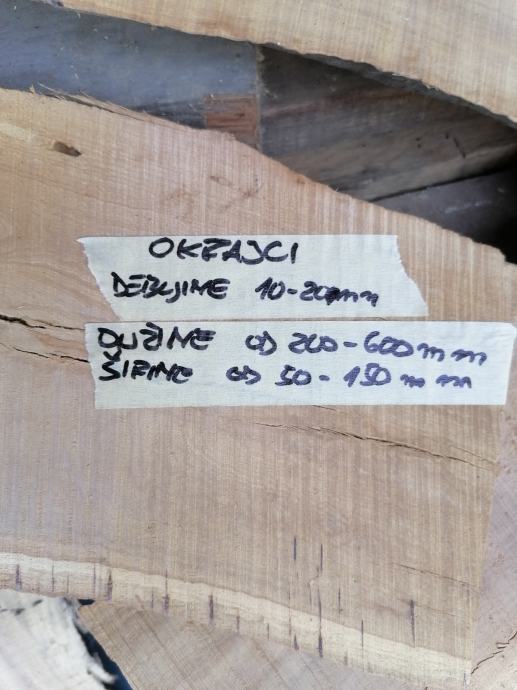 OKRAJCI
DEBLJINE 10-20mm
DUŽINE OD 200-600mm
ŠIRINE OD 50-150mm